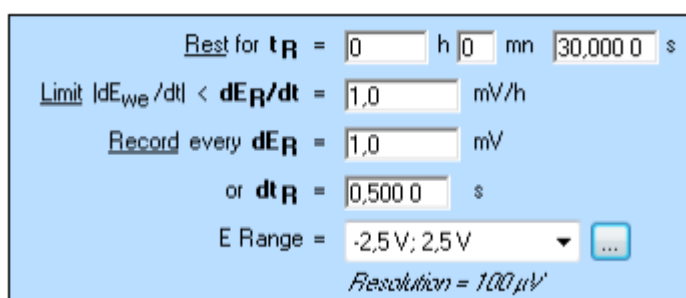 Rest for tR = 0 h 0 mn 30,000 0 s
Limit |dEwe/dt| < dER/dt = 1,0 mV/h
Record every dER = 1,0 mV
or dtR = 0,500 0 s
E Range = -2,5 V; 2,5 V ...
Resolution = 100 µV